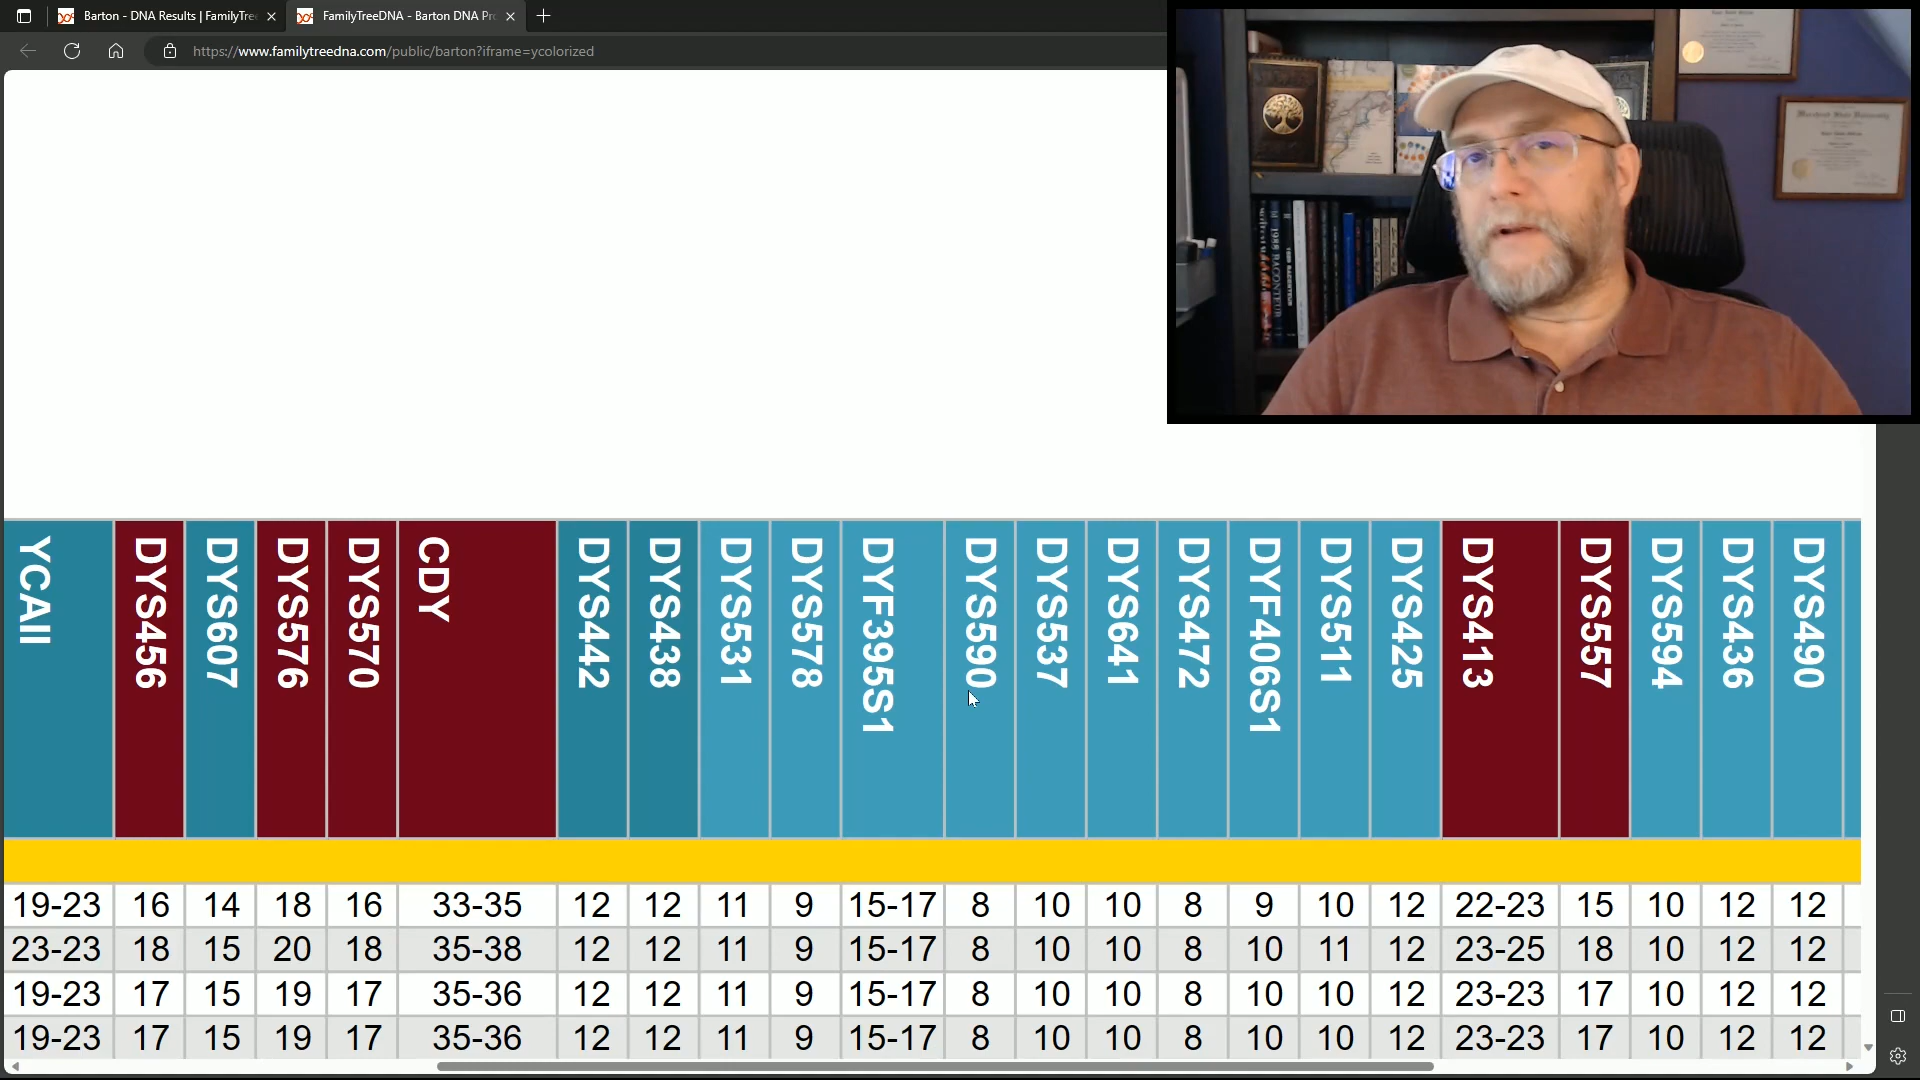 Barton - DNA Results | FamilyTre
FamilyTreeDNA - Barton DNA Pr
https://www.familytreedna.com/public/barton?iframe=ycolorized
1988 RACONTEUR
YCAII DYS456 DYS607 DYS576 DYS570 CDY DYS442 DYS438 DYS531 DYS578 DYF395S1 DYS590 DYS537 DYS641 DYS472 DYF406S1 DYS511 DYS425 DYS413 DYS557 DYS594 DYS436 DYS490
19-23 16 14 18 16 33-35 12 12 11 9 15-17 8 10 10 8 9 10 12 22-23 15 10 12 12
23-23 18 15 20 18 35-38 12 12 11 9 15-17 8 10 10 8 10 11 12 23-25 18 10 12 12
19-23 17 15 19 17 35-36 12 12 11 9 15-17 8 10 10 8 10 10 12 23-23 17 10 12 12
19-23 17 15 19 17 35-36 12 12 11 9 15-17 8 10 10 8 10 10 12 23-23 17 10 12 12